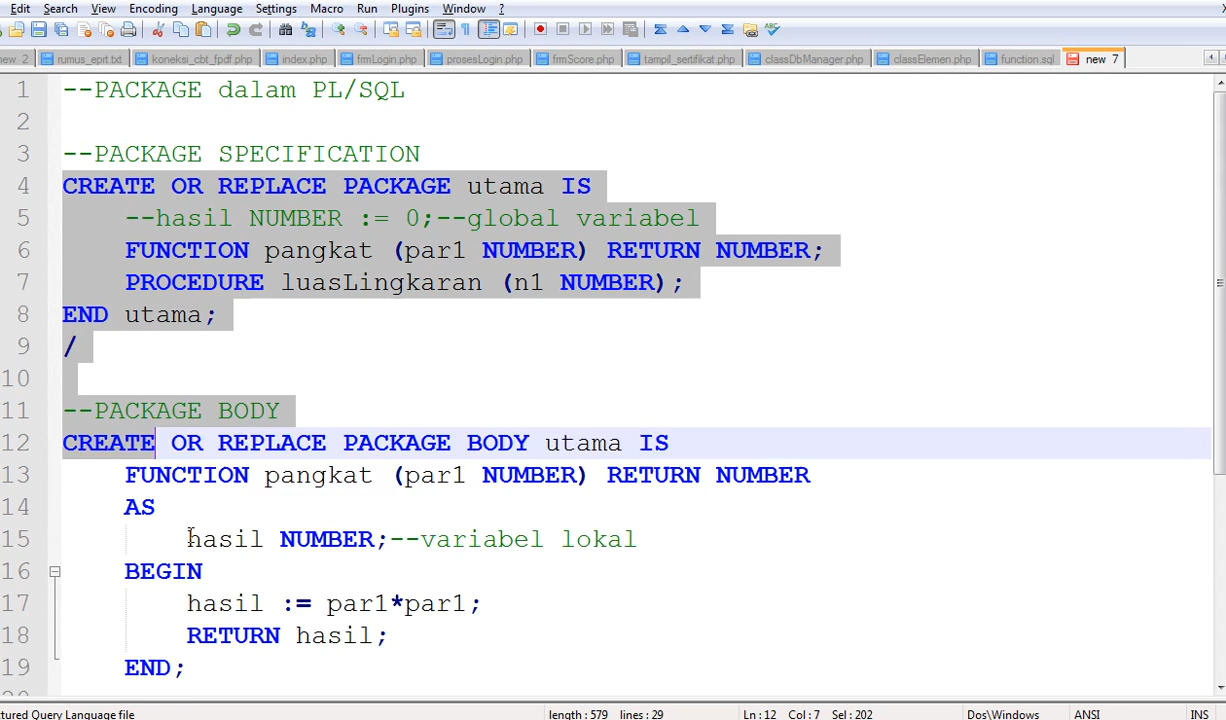 Edit Search View Encoding Language Settings Macro Run Plugins Window ?
new 2 rumus_eprt.txt koneksi_cbt_fpdf.php index.php frmLogin.php prosesLogin.php frmScore.php tampil_sertifikat.php classDbManager.php classElemen.php function.sql new 7
1 --PACKAGE dalam PL/SQL
2
3 --PACKAGE SPECIFICATION
4 CREATE OR REPLACE PACKAGE utama IS
5 --hasil NUMBER := 0;--global variabel
6 FUNCTION pangkat (par1 NUMBER) RETURN NUMBER;
7 PROCEDURE luasLingkaran (n1 NUMBER);
8 END utama;
9 /
10
11 --PACKAGE BODY
12 CREATE OR REPLACE PACKAGE BODY utama IS
13 FUNCTION pangkat (par1 NUMBER) RETURN NUMBER
14 AS
15 hasil NUMBER;--variabel lokal
16 BEGIN
17 hasil := par1*par1;
18 RETURN hasil;
19 END;
tured Query Language file length : 579 lines : 29 Ln : 12 Col : 7 Sel : 202 Dos\Windows ANSI INS